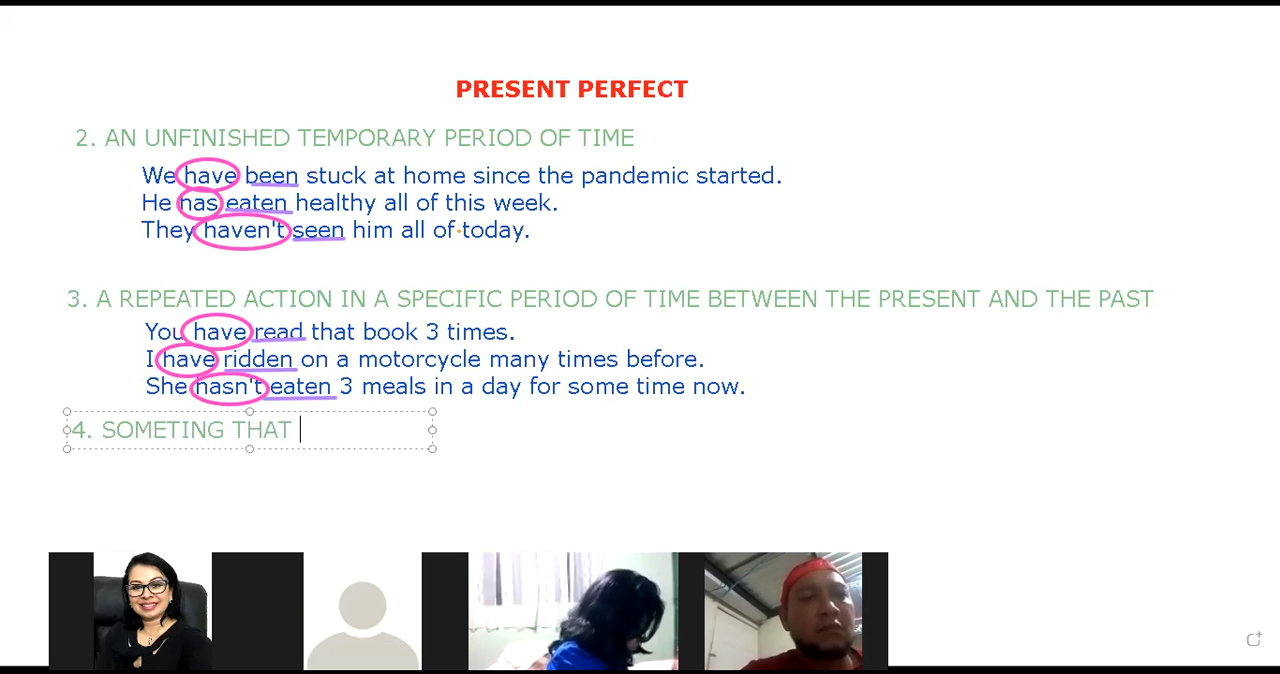 PRESENT PERFECT
2. AN UNFINISHED TEMPORARY PERIOD OF TIME
We have been stuck at home since the pandemic started.
He has eaten healthy all of this week.
They haven't seen him all of today.
3. A REPEATED ACTION IN A SPECIFIC PERIOD OF TIME BETWEEN THE PRESENT AND THE PAST
You have read that book 3 times.
I have ridden on a motorcycle many times before.
She hasn't eaten 3 meals in a day for some time now.
4. SOMETING THAT